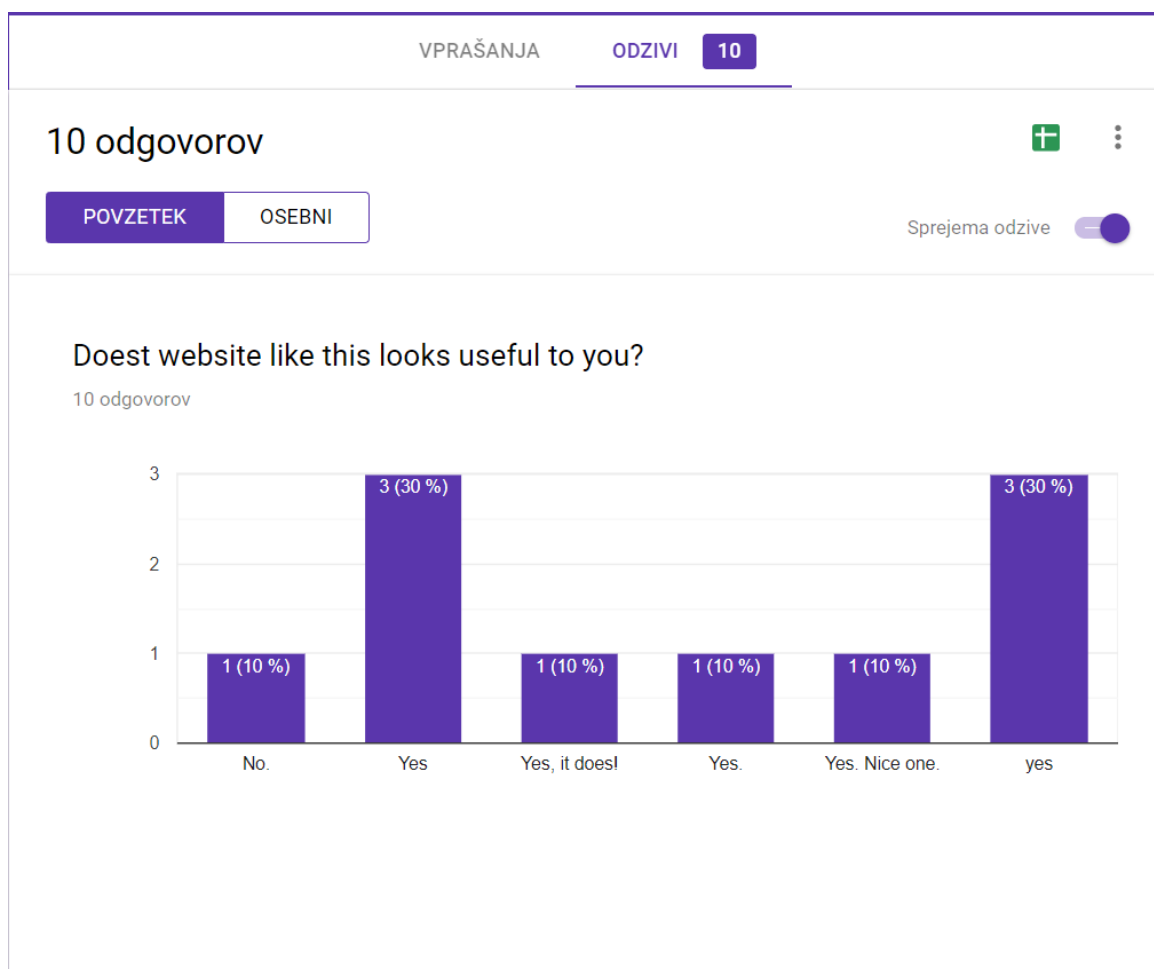 VPRAŠANJA ODZIVI 10
10 odgovorov
POVZETEK OSEBNI
Sprejema odzive
Doest website like this looks useful to you?
10 odgovorov
3
2
1
0
1 (10 %) 3 (30 %) 1 (10 %) 1 (10 %) 1 (10 %) 3 (30 %)
No. Yes Yes, it does! Yes. Yes. Nice one. yes